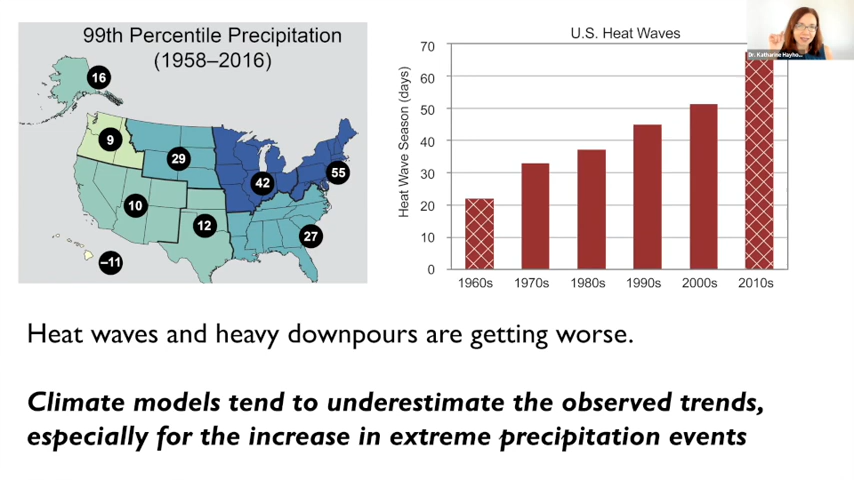 99th Percentile Precipitation
(1958–2016)
16
9
29
42
55
10
12
27
–11
U.S. Heat Waves
Dr. Katharine Hayho...
Heat Wave Season (days)
70
60
50
40
30
20
10
0
1960s 1970s 1980s 1990s 2000s 2010s
Heat waves and heavy downpours are getting worse.
Climate models tend to underestimate the observed trends,
especially for the increase in extreme precipitation events